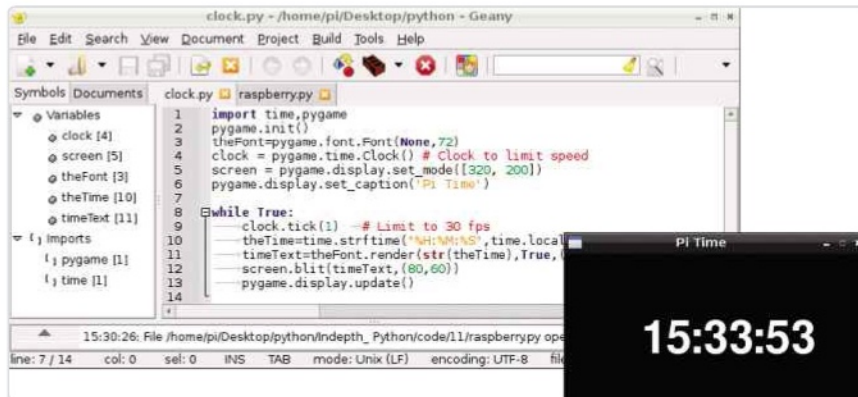 clock.py - /home/pi/Desktop/python - Geany
File Edit Search View Document Project Build Tools Help
Symbols Documents
clock.py raspberry.py
Variables
clock [4]
screen [5]
theFont [3]
theTime [10]
timeText [11]
Imports
pygame [1]
time [1]
1 import time,pygame
2 pygame.init()
3 theFont=pygame.font.Font(None,72)
4 clock = pygame.time.Clock() # Clock to limit speed
5 screen = pygame.display.set_mode([320, 200])
6 pygame.display.set_caption('Pi Time')
7
8 while True:
9 clock.tick(1) # Limit to 30 fps
10 theTime=time.strftime("%H:%M:%S",time.local
11 timeText=theFont.render(str(theTime),True,(
12 screen.blit(timeText,(80,60))
13 pygame.display.update()
14
15:30:26: File /home/pi/Desktop/python/Indepth_ Python/code/11/raspberry.py ope
line: 7 / 14 col: 0 sel: 0 INS TAB mode: Unix (LF) encoding: UTF-8 file
Pi Time
15:33:53